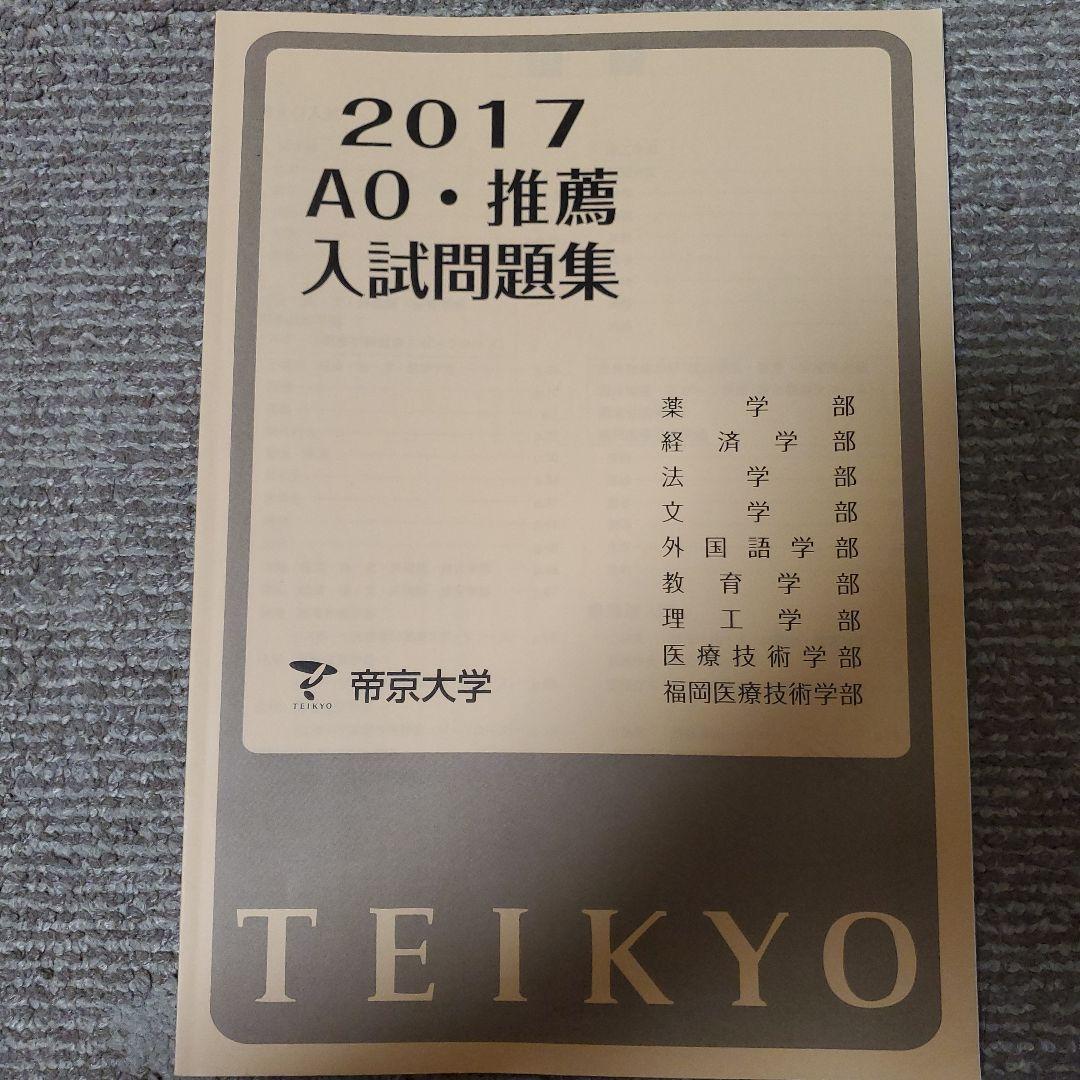 2017
AO・推薦
入試問題集
薬学部
経済学部
法学部
文学部
外国語学部
教育学部
理工学部
医療技術学部
福岡医療技術学部
TEIKYO
帝京大学
TEIKYO